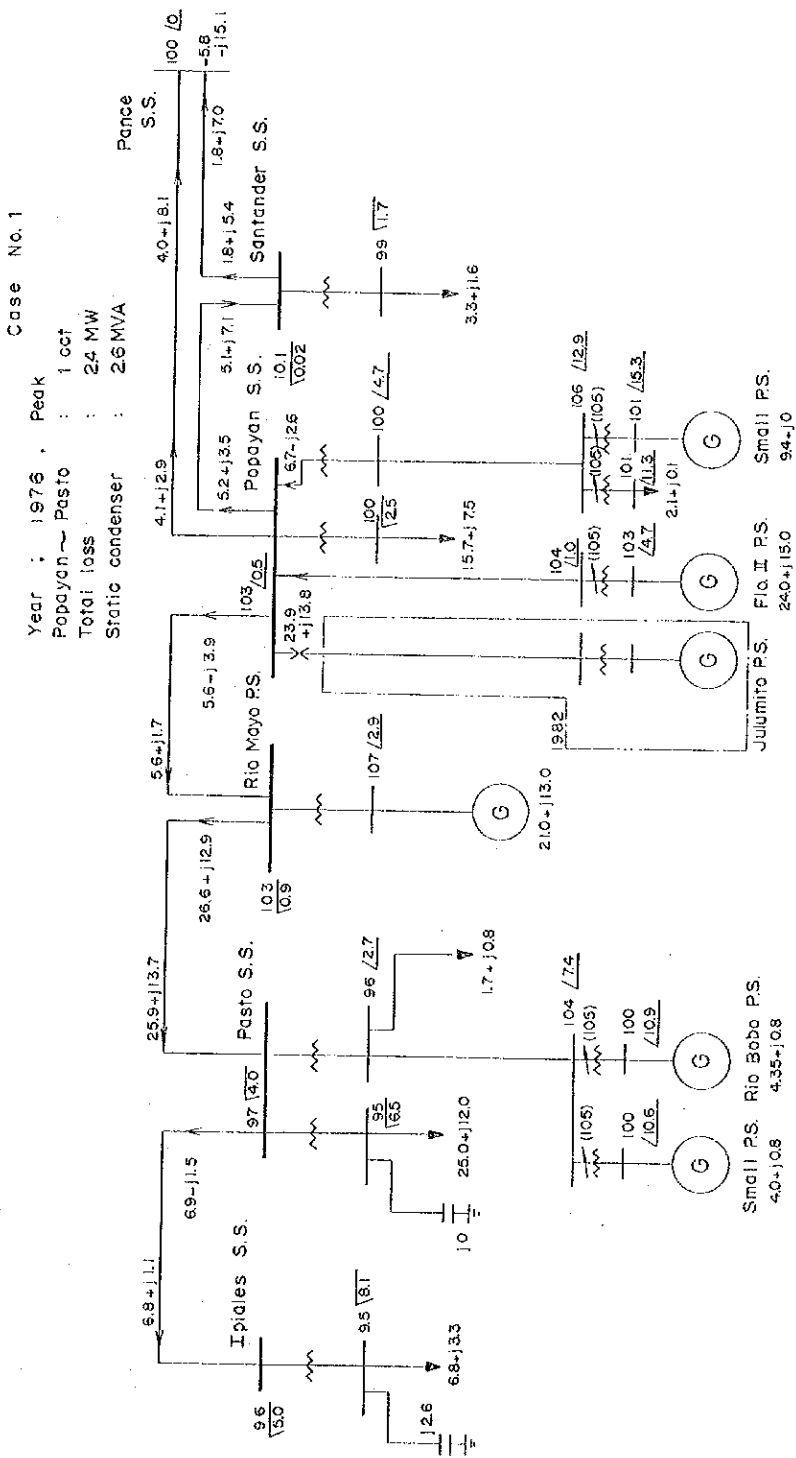 Case No. 1
Year ; 1976 , Peak
Popayan ~ Pasto : 1 cct
Total loss : 2.4 MW
Static condenser : 2.6 MVA
Pance S.S.
100 /0
-5.8
-j15.1
4.0+j8.1
4.1+j2.9
1.8+j7.0
1.8+j5.4
Santander S.S.
5.1+j7.1
5.2+j3.5
10.1
0.02
99 1.7
3.3+j1.6
Popayan S.S.
103 /0.5
6.7-j2.6
100 /4.7
100
2.5
15.7+j7.5
23.9
+j13.8
106 /12.9
(105)
(105)
101
11.3
101 /15.3
2.1+j0.1
G
Small P.S.
9.4+j0
104
/1.0
(105)
103
/4.7
G
Flo. II P.S.
24.0+j15.0
G
Julumito P.S.
1982
5.6-j3.9
5.6+j1.7
Rio Mayo P.S.
103
0.9
107 /2.9
G
21.0+j13.0
26.6+j12.9
25.9+j13.7
Pasto S.S.
97 4.0
96 /2.7
1.7+j0.8
95
6.5
25.0+j12.0
j0
104 /7.4
(105)
(105)
100
/10.9
100
/10.6
G
G
Rio Bobo P.S.
4.35+j0.8
Small P.S.
4.0+j0.8
6.9-j1.5
6.8+j1.1
Ipiales S.S.
96
5.0
9.5 8.1
6.8+j3.3
j2.6